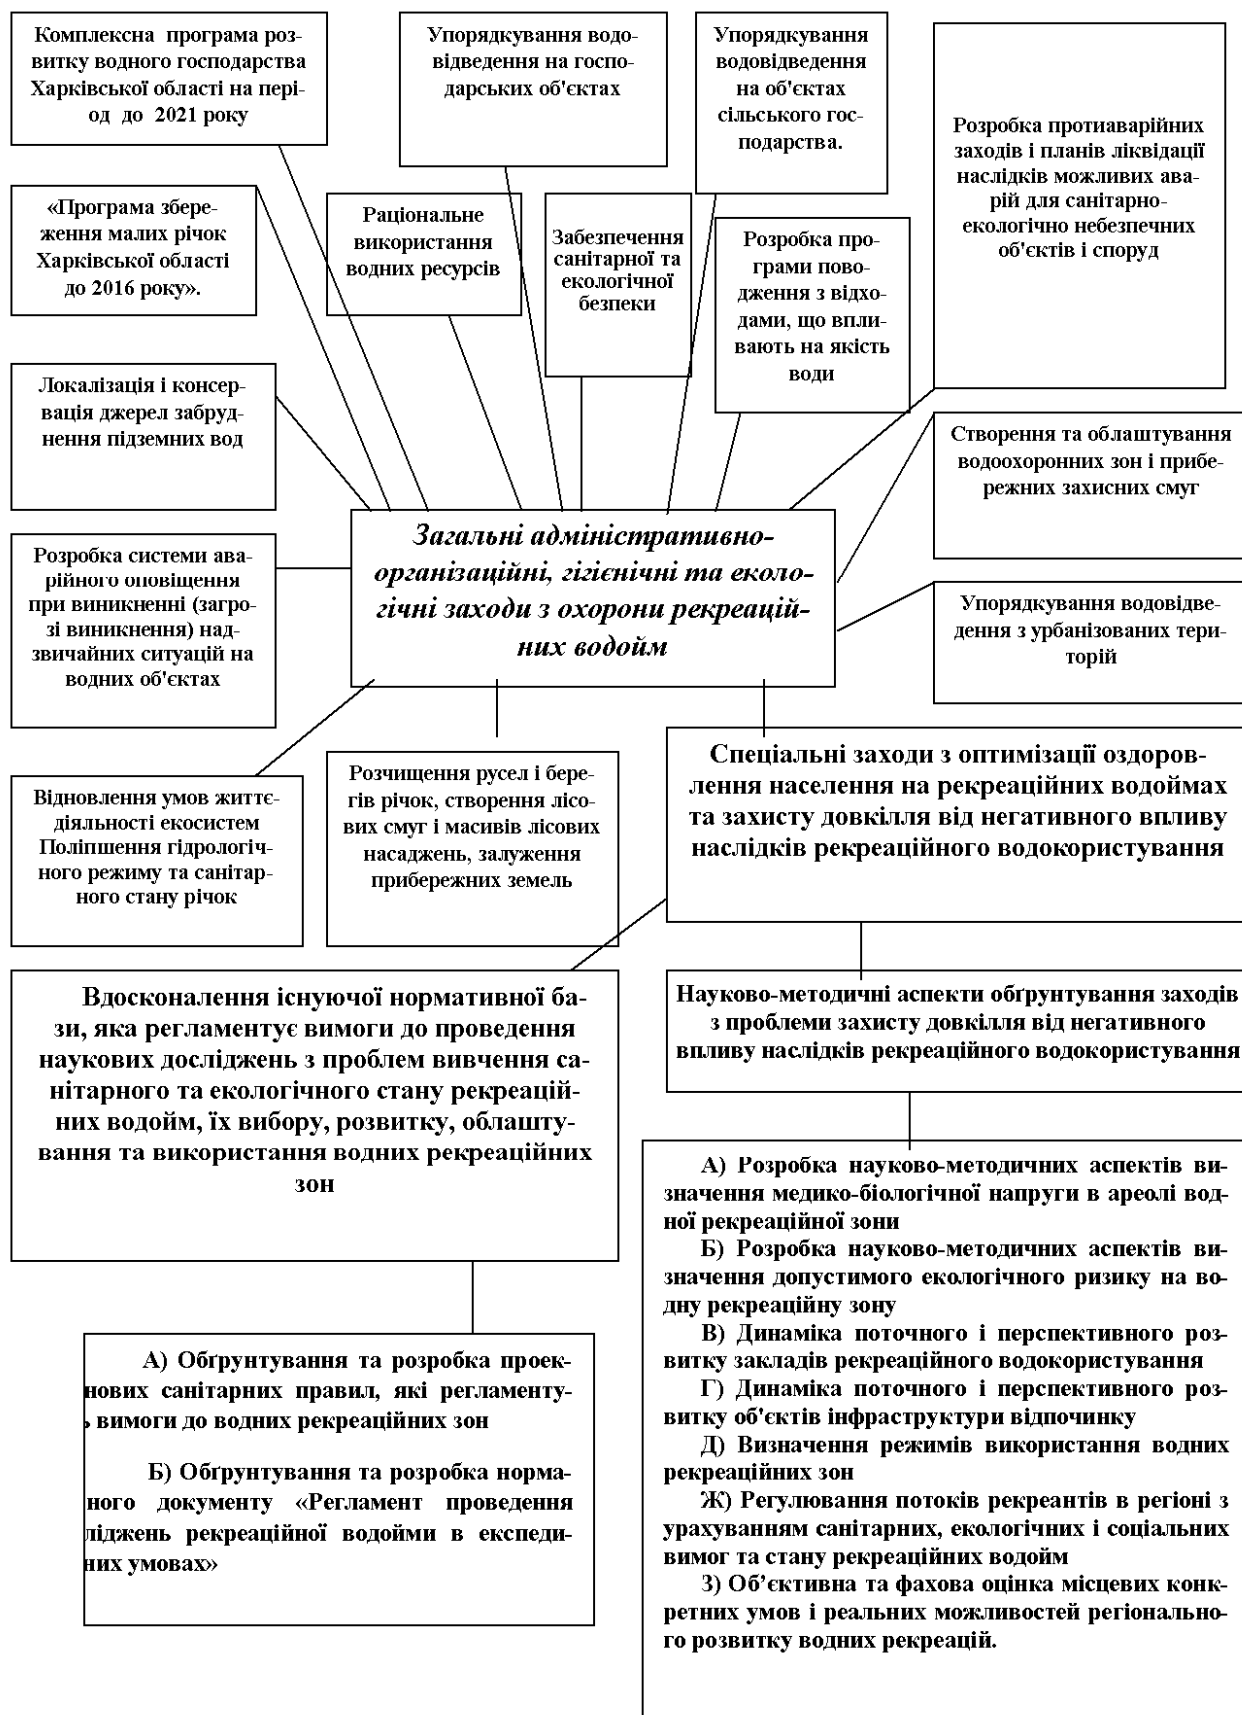 Комплексна програма роз-
витку водного господарства
Харківської області на пері-
од до 2021 року
Упорядкування водо-
відведення на госпо-
дарських об'єктах
Упорядкування
водовідведення
на об'єктах
сільського гос-
подарства.
Розробка протиаварійних
заходів і планів ліквідації
наслідків можливих ава-
рій для санітарно-
екологічно небезпечних
об'єктів і споруд
«Програма збере-
ження малих річок
Харківської області
до 2016 року».
Раціональне
використання
водних ресурсів
Забезпечення
санітарної та
екологічної
безпеки
Розробка про-
грами пово-
дження з відхо-
дами, що впли-
вають на якість
води
Локалізація і консер-
вація джерел забруд-
нення підземних вод
Створення та облаштування
водоохоронних зон і прибе-
режних захисних смуг
Загальні адміністративно-
організаційні, гігієнічні та еколо-
гічні заходи з охорони рекреацій-
них водойм
Розробка системи ава-
рійного оповіщення
при виникненні (загро-
зі виникнення) над-
звичайних ситуацій на
водних об'єктах
Упорядкування водовідве-
дення з урбанізованих тери-
торій
Відновлення умов життє-
діяльності екосистем
Поліпшення гідрологіч-
ного режиму та санітар-
ного стану річок
Розчищення русел і бере-
гів річок, створення лісо-
вих смуг і масивів лісових
насаджень, залуження
прибережних земель
Спеціальні заходи з оптимізації оздоров-
лення населення на рекреаційних водоймах
та захисту довкілля від негативного впливу
наслідків рекреаційного водокористування
Вдосконалення існуючої нормативної ба-
зи, яка регламентує вимоги до проведення
наукових досліджень з проблем вивчення са-
нітарного та екологічного стану рекреацій-
них водойм, їх вибору, розвитку, облашту-
вання та використання водних рекреаційних
зон
Науково-методичні аспекти обґрунтування заходів
з проблеми захисту довкілля від негативного
впливу наслідків рекреаційного водокористування
А) Обґрунтування та розробка проек-
нових санітарних правил, які регламенту-
ь вимоги до водних рекреаційних зон
Б) Обґрунтування та розробка норма-
ного документу «Регламент проведення
ліджень рекреаційної водойми в експеди-
них умовах»
А) Розробка науково-методичних аспектів ви-
значення медико-біологічної напруги в ареолі вод-
ної рекреаційної зони
Б) Розробка науково-методичних аспектів ви-
значення допустимого екологічного ризику на во-
дну рекреаційну зону
В) Динаміка поточного і перспективного роз-
витку закладів рекреаційного водокористування
Г) Динаміка поточного і перспективного роз-
витку об'єктів інфраструктури відпочинку
Д) Визначення режимів використання водних
рекреаційних зон
Ж) Регулювання потоків рекреантів в регіоні з
урахуванням санітарних, екологічних і соціальних
вимог та стану рекреаційних водойм
З) Об’єктивна та фахова оцінка місцевих конк-
ретних умов і реальних можливостей регіонально-
го розвитку водних рекреацій.